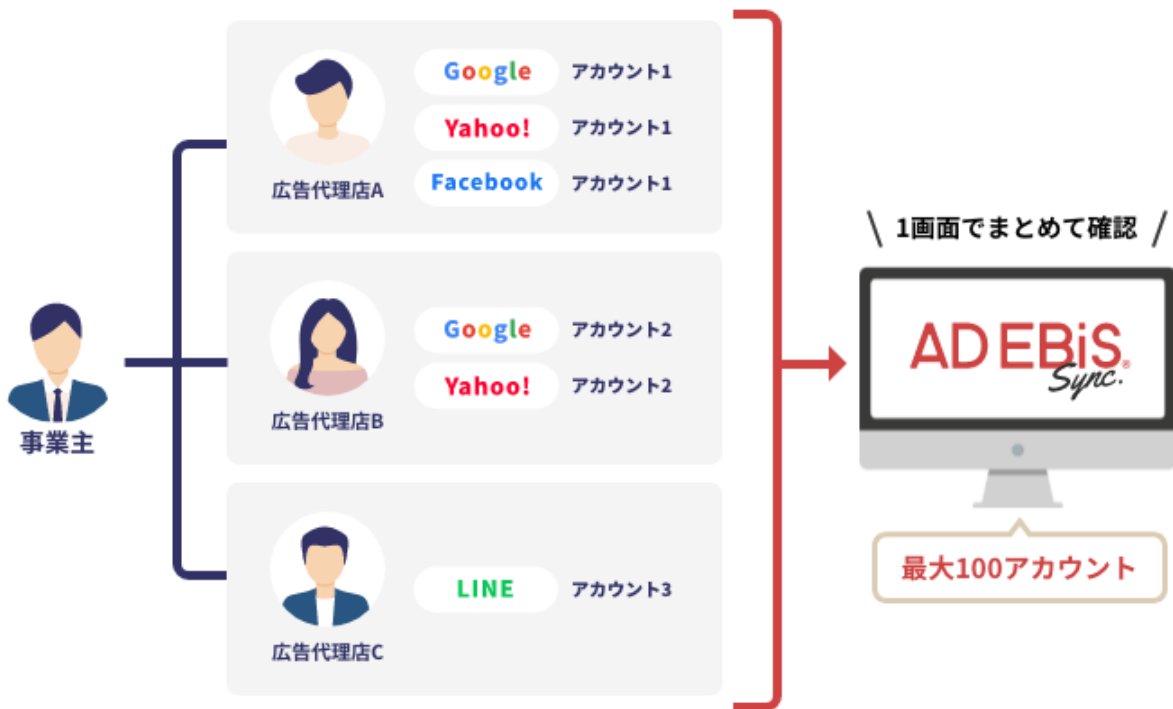 Google アカウント1
Yahoo! アカウント1
Facebook アカウント1
広告代理店A
Google アカウント2
Yahoo! アカウント2
広告代理店B
LINE アカウント3
広告代理店C
事業主
1画面でまとめて確認
AD EBiS®
Sync.
最大100アカウント